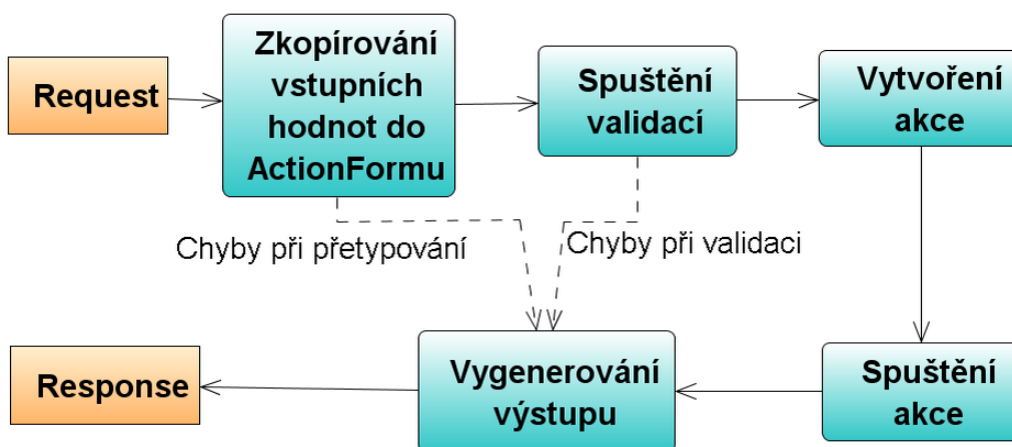 Request
Zkopírování
vstupních
hodnot do
ActionFormu
Spuštění
validací
Vytvoření
akce
Chyby při přetypování
Chyby při validaci
Response
Vygenerování
výstupu
Spuštění
akce